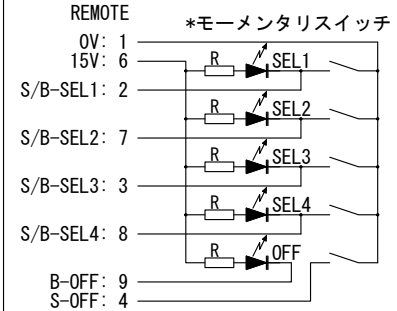 REMOTE
*モーメンタリスイッチ
0V: 1
15V: 6
R SEL1
S/B-SEL1: 2
R SEL2
S/B-SEL2: 7
R SEL3
S/B-SEL3: 3
R SEL4
S/B-SEL4: 8
R OFF
B-OFF: 9
S-OFF: 4